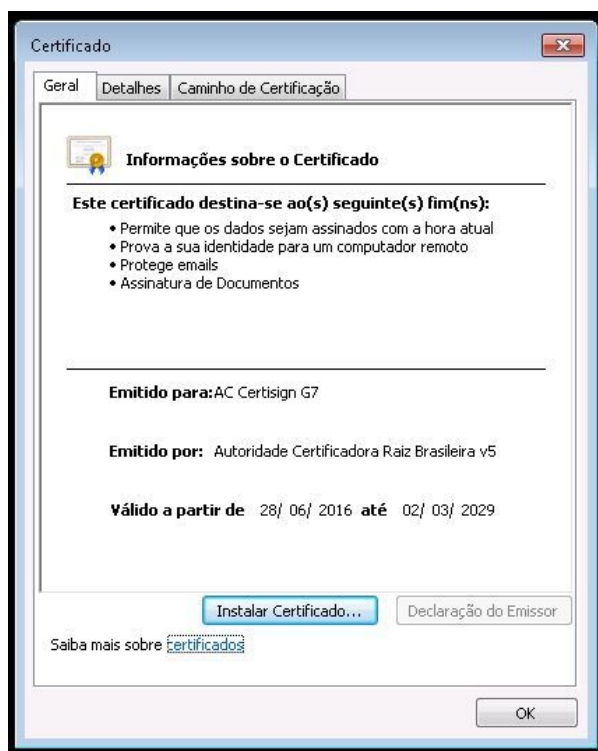 Certificado
Geral Detalhes Caminho de Certificação
Informações sobre o Certificado
Este certificado destina-se ao(s) seguinte(s) fim(ns):
• Permite que os dados sejam assinados com a hora atual
• Prova a sua identidade para um computador remoto
• Protege emails
• Assinatura de Documentos
Emitido para: AC Certisign G7
Emitido por: Autoridade Certificadora Raiz Brasileira v5
Válido a partir de 28/ 06/ 2016 até 02/ 03/ 2029
Instalar Certificado... Declaração do Emissor
Saiba mais sobre certificados
OK